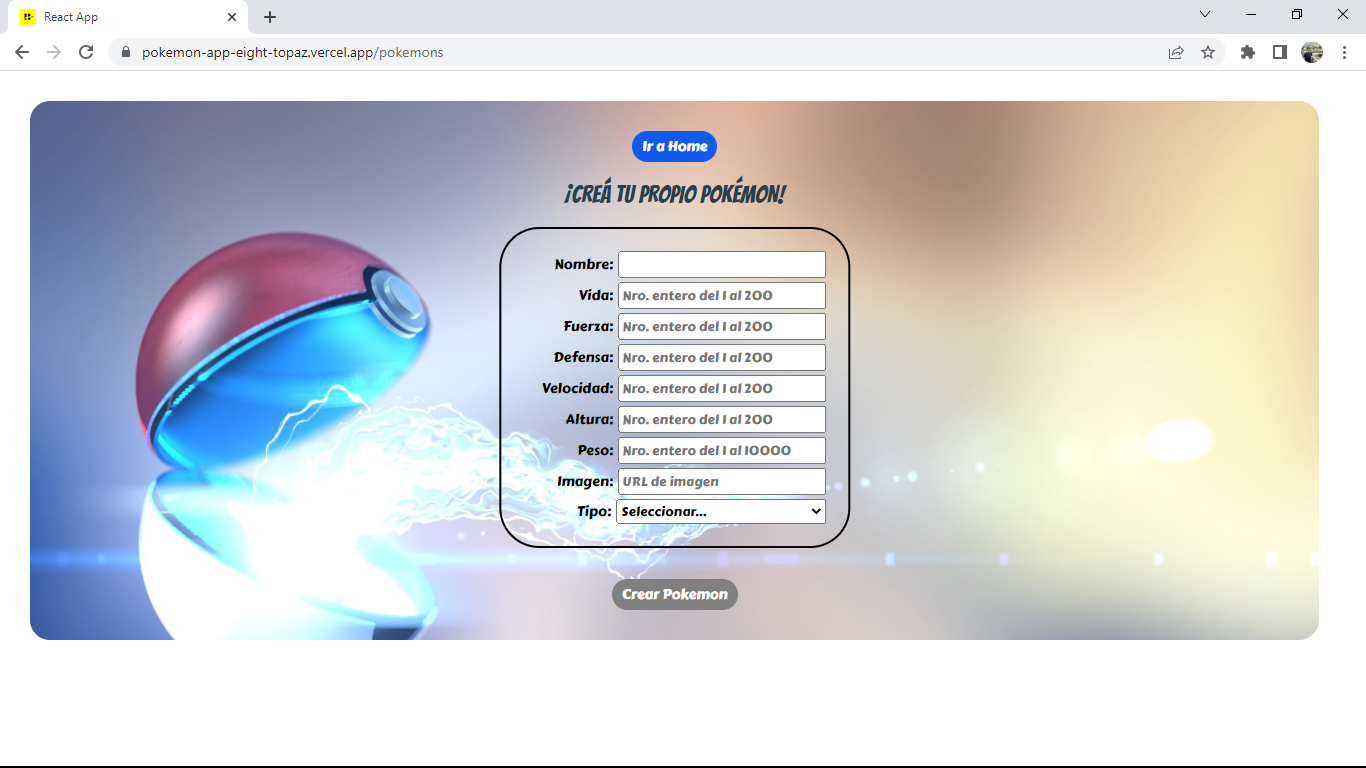 React App
pokemon-app-eight-topaz.vercel.app/pokemons
Ir a Home
¡CREÁ TU PROPIO POKÉMON!
Nombre:
Vida: Nro. entero del 1 al 200
Fuerza: Nro. entero del 1 al 200
Defensa: Nro. entero del 1 al 200
Velocidad: Nro. entero del 1 al 200
Altura: Nro. entero del 1 al 200
Peso: Nro. entero del 1 al 10000
Imagen: URL de imagen
Tipo: Seleccionar...
Crear Pokemon